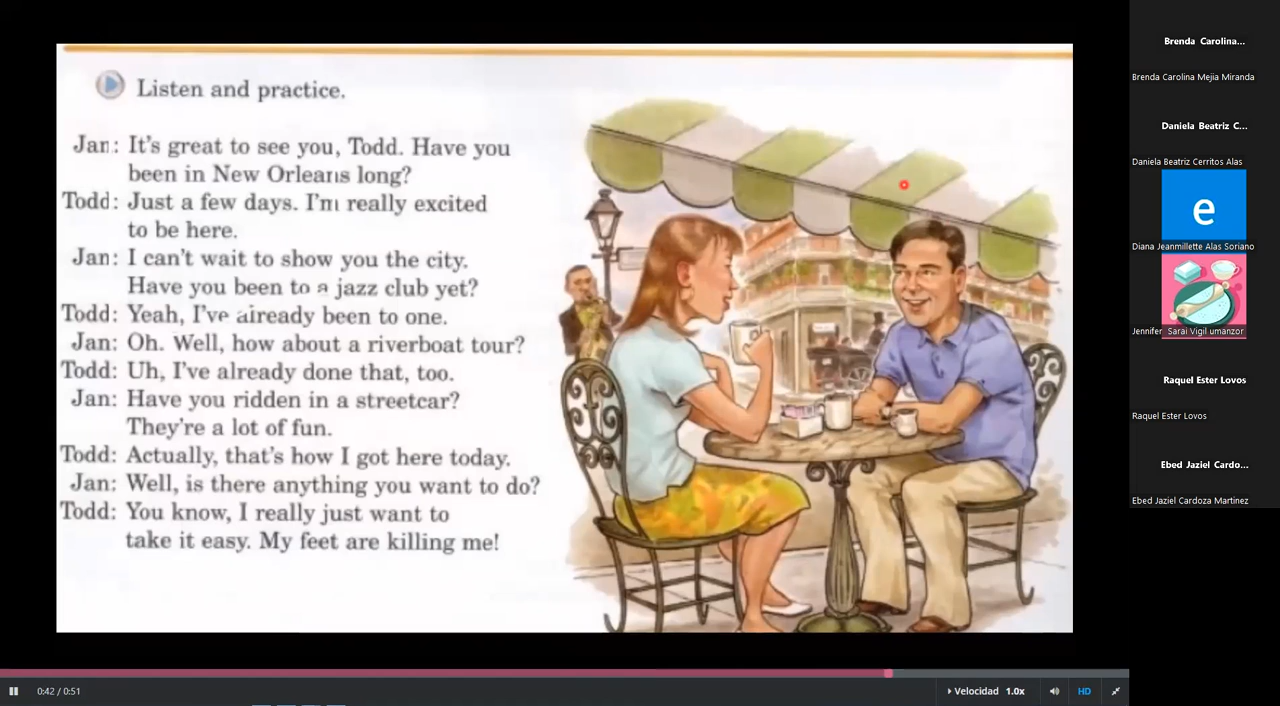 Listen and practice.
Jan: It's great to see you, Todd. Have you
been in New Orleans long?
Todd: Just a few days. I'm really excited
to be here.
Jan: I can't wait to show you the city.
Have you been to a jazz club yet?
Todd: Yeah, I've already been to one.
Jan: Oh. Well, how about a riverboat tour?
Todd: Uh, I've already done that, too.
Jan: Have you ridden in a streetcar?
They're a lot of fun.
Todd: Actually, that's how I got here today.
Jan: Well, is there anything you want to do?
Todd: You know, I really just want to
take it easy. My feet are killing me!
Brenda Carolina...
Brenda Carolina Mejia Miranda
Daniela Beatriz C...
Daniela Beatriz Cerritos Alas
e
Diana Jeanmillette Alas Soriano
Jennifer Sarai Vigil umanzor
Raquel Ester Lovos
Raquel Ester Lovos
Ebed Jaziel Cardo...
Ebed Jaziel Cardoza Martinez
0:42 / 0:51
Velocidad 1.0x
HD